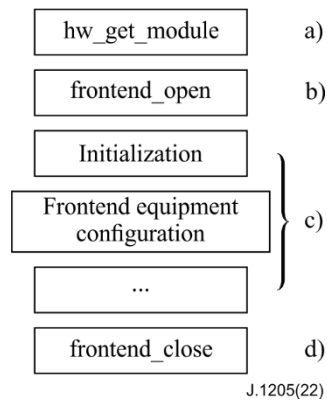 hw_get_module a)
frontend_open b)
Initialization
Frontend equipment
configuration
c)
...
frontend_close d)
J.1205(22)